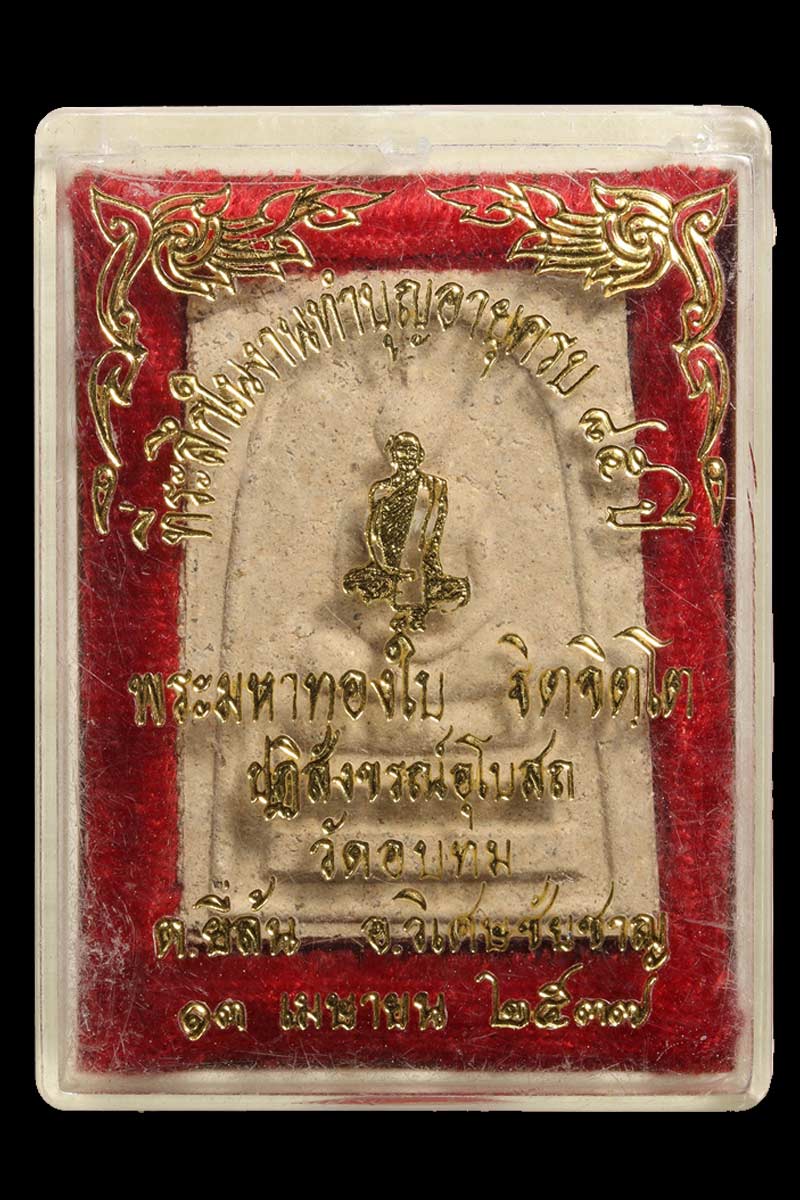 ที่ระลึกในงานทำบุญอายุครบ ๕๘ ปี
พระมหาทองใบ จิตจิตฺโต
ปฏิสังขรณ์อุโบสถ
วัดอบทม
ต.ยี่ล้น อ.วิเศษชัยชาญ
๑๓ เมษายน ๒๕๓๗